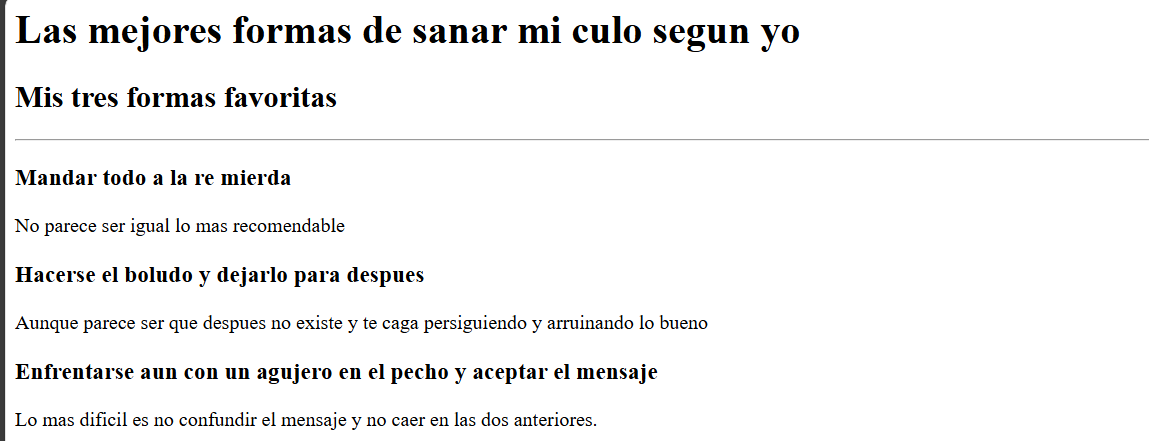 Las mejores formas de sanar mi culo segun yo
Mis tres formas favoritas
Mandar todo a la re mierda
No parece ser igual lo mas recomendable
Hacerse el boludo y dejarlo para despues
Aunque parece ser que despues no existe y te caga persiguiendo y arruinando lo bueno
Enfrentarse aun con un agujero en el pecho y aceptar el mensaje
Lo mas dificil es no confundir el mensaje y no caer en las dos anteriores.